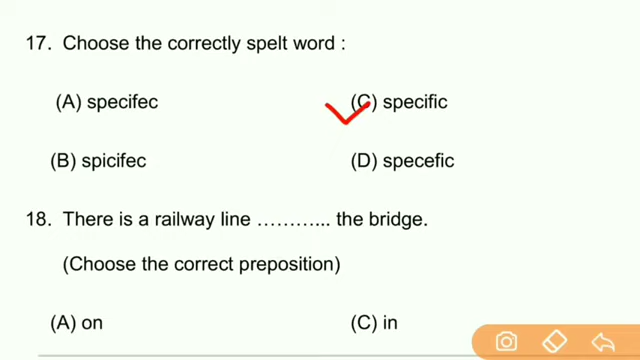 17. Choose the correctly spelt word :
(A) specifec (C) specific
(B) spicifec (D) specefic
18. There is a railway line ………... the bridge.
(Choose the correct preposition)
(A) on (C) in